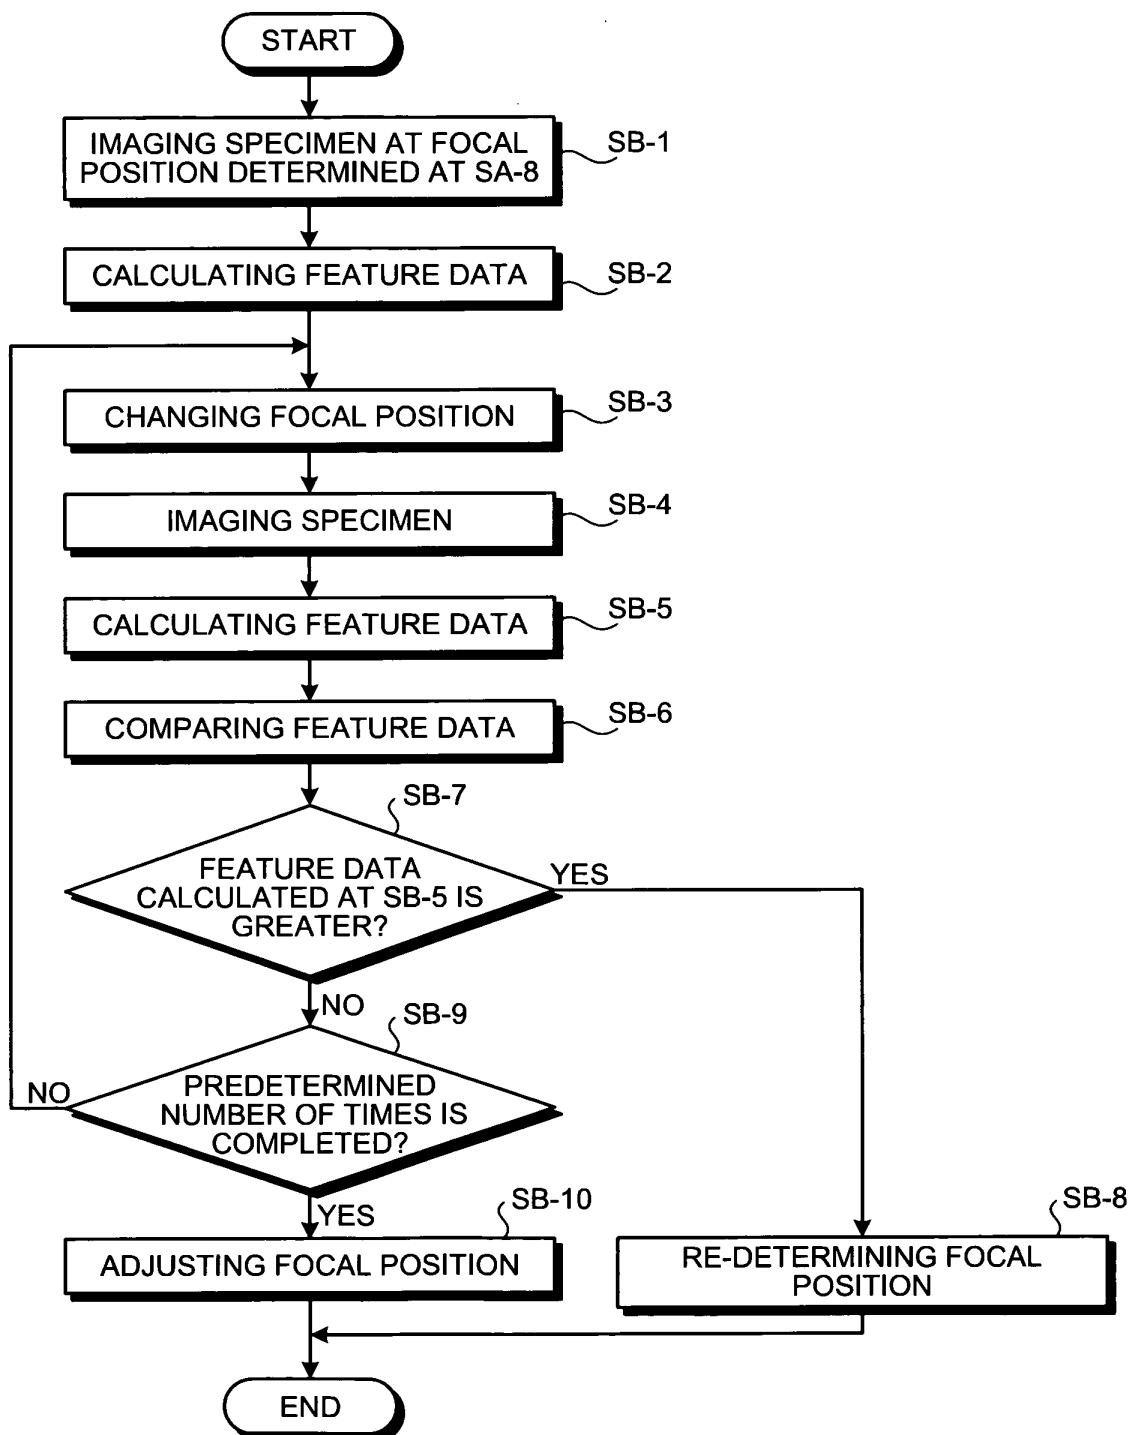 START
IMAGING SPECIMEN AT FOCAL
POSITION DETERMINED AT SA-8
SB-1
CALCULATING FEATURE DATA
SB-2
CHANGING FOCAL POSITION
SB-3
IMAGING SPECIMEN
SB-4
CALCULATING FEATURE DATA
SB-5
COMPARING FEATURE DATA
SB-6
SB-7
FEATURE DATA
CALCULATED AT SB-5 IS
GREATER?
YES
NO
SB-9
PREDETERMINED
NUMBER OF TIMES IS
COMPLETED?
NO
YES
SB-10
ADJUSTING FOCAL POSITION
SB-8
RE-DETERMINING FOCAL
POSITION
END